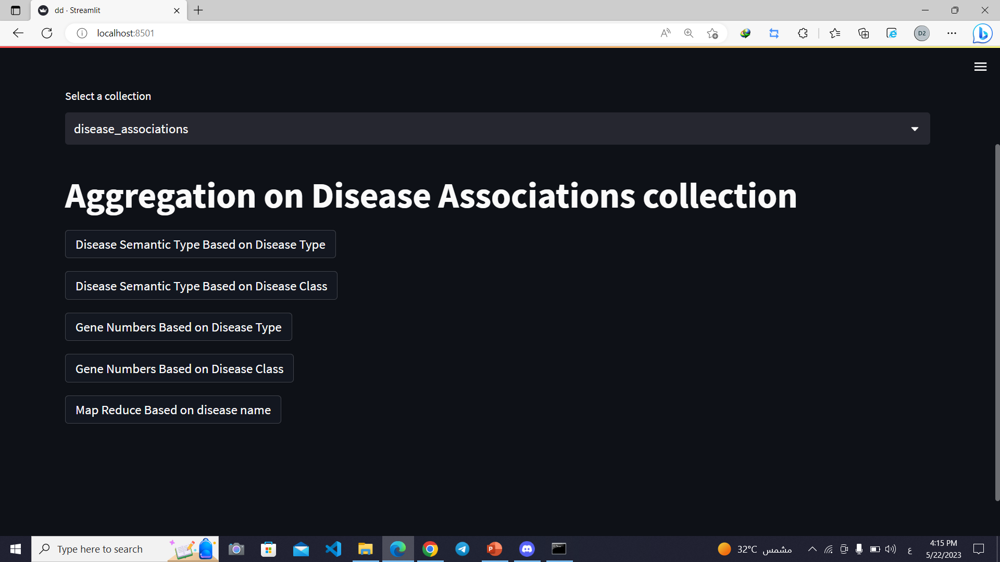 dd · Streamlit
localhost:8501
D2
Select a collection
disease_associations
Aggregation on Disease Associations collection
Disease Semantic Type Based on Disease Type
Disease Semantic Type Based on Disease Class
Gene Numbers Based on Disease Type
Gene Numbers Based on Disease Class
Map Reduce Based on disease name
Type here to search
32°C مشمس
ع
4:15 PM
5/22/2023